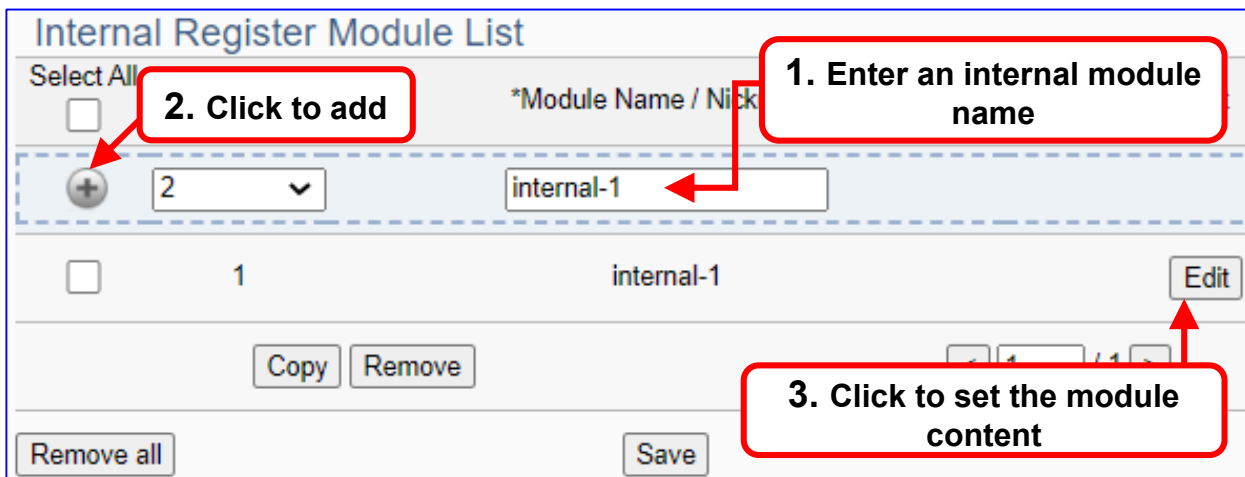 Internal Register Module List
Select All
*Module Name / Nick
1. Enter an internal module
name
2. Click to add
2
internal-1
1
internal-1
Edit
Copy
Remove
< 1 / 1 >
3. Click to set the module
content
Remove all
Save